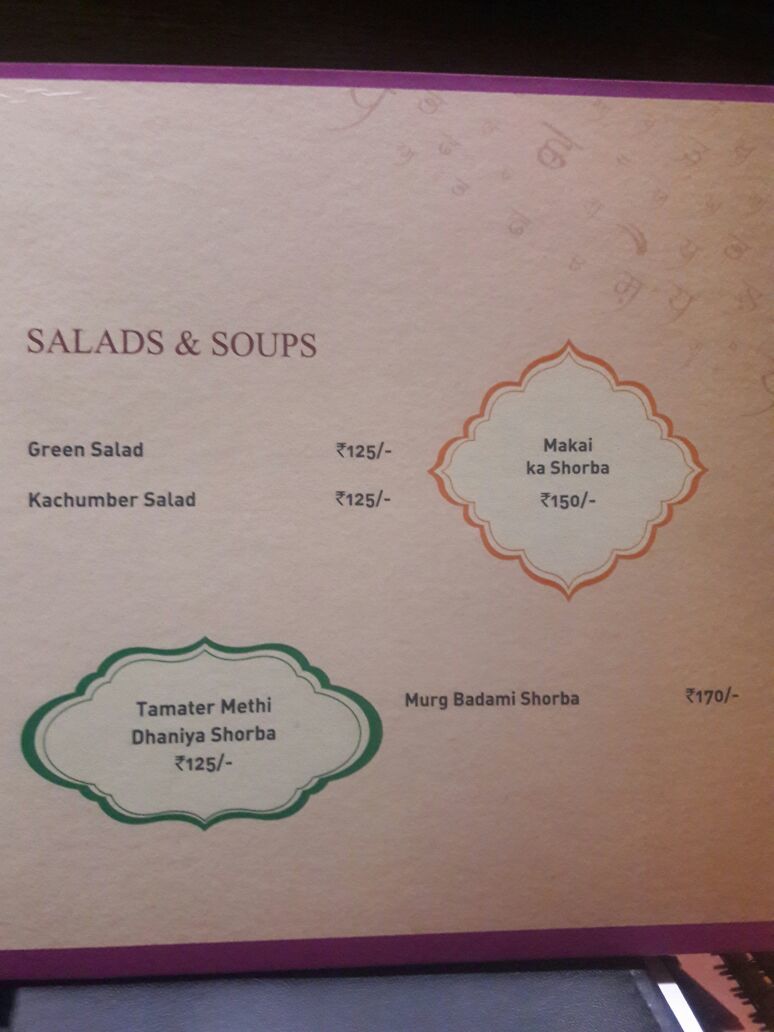 SALADS & SOUPS
Green Salad ₹125/-
Kachumber Salad ₹125/-
Makai
ka Shorba
₹150/-
Tamater Methi
Dhaniya Shorba
₹125/-
Murg Badami Shorba ₹170/-